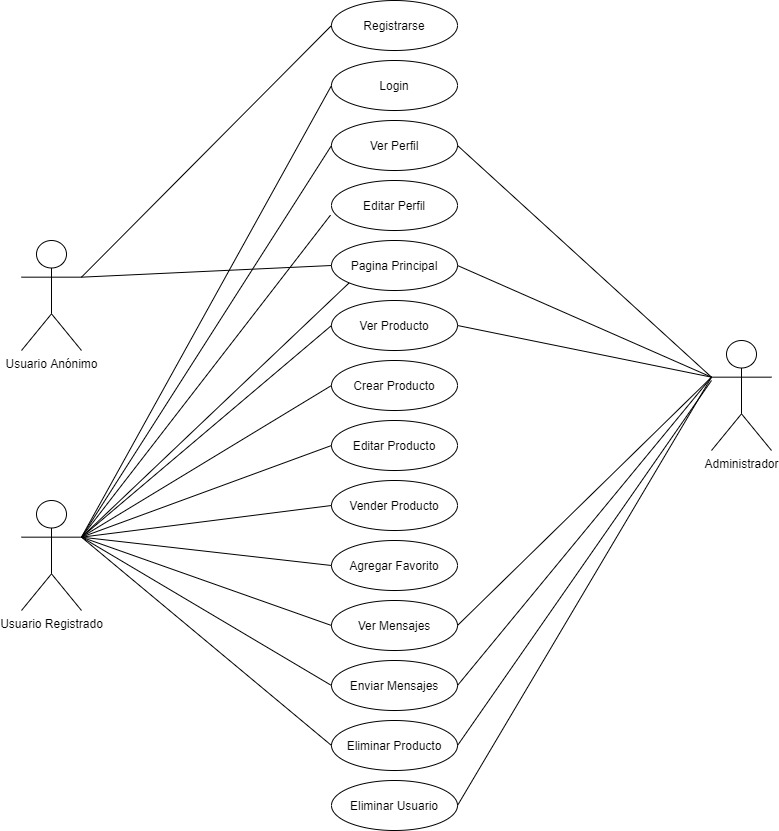 Registrarse
Login
Ver Perfil
Editar Perfil
Pagina Principal
Ver Producto
Usuario Anónimo
Crear Producto
Editar Producto
Administrador
Vender Producto
Agregar Favorito
Ver Mensajes
Usuario Registrado
Enviar Mensajes
Eliminar Producto
Eliminar Usuario